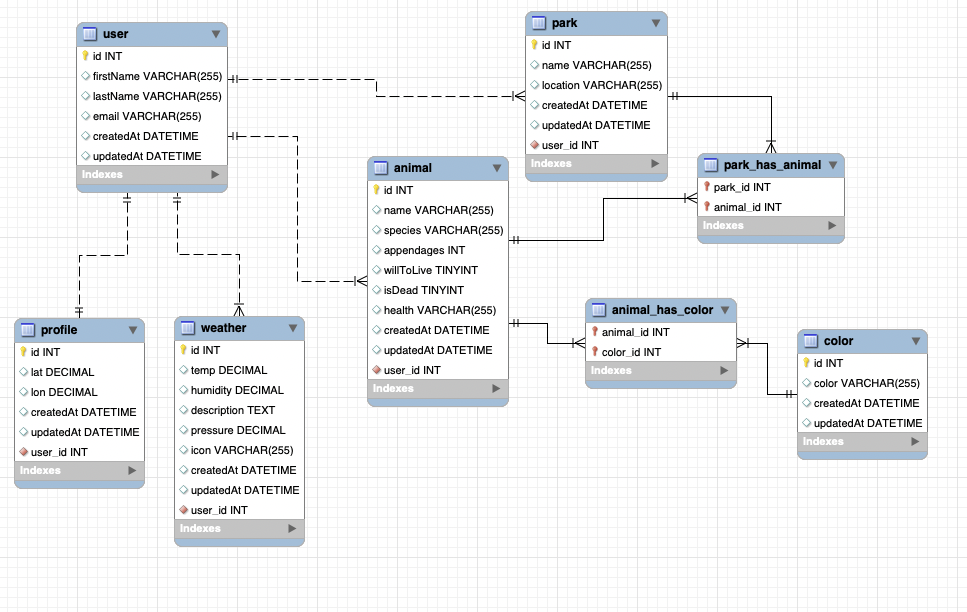 user
id INT
firstName VARCHAR(255)
lastName VARCHAR(255)
email VARCHAR(255)
createdAt DATETIME
updatedAt DATETIME
Indexes
park
id INT
name VARCHAR(255)
location VARCHAR(255)
createdAt DATETIME
updatedAt DATETIME
user_id INT
Indexes
animal
id INT
name VARCHAR(255)
species VARCHAR(255)
appendages INT
willToLive TINYINT
isDead TINYINT
health VARCHAR(255)
createdAt DATETIME
updatedAt DATETIME
user_id INT
Indexes
park_has_animal
park_id INT
animal_id INT
Indexes
profile
id INT
lat DECIMAL
lon DECIMAL
createdAt DATETIME
updatedAt DATETIME
user_id INT
Indexes
weather
id INT
temp DECIMAL
humidity DECIMAL
description TEXT
pressure DECIMAL
icon VARCHAR(255)
createdAt DATETIME
updatedAt DATETIME
user_id INT
Indexes
animal_has_color
animal_id INT
color_id INT
Indexes
color
id INT
color VARCHAR(255)
createdAt DATETIME
updatedAt DATETIME
Indexes